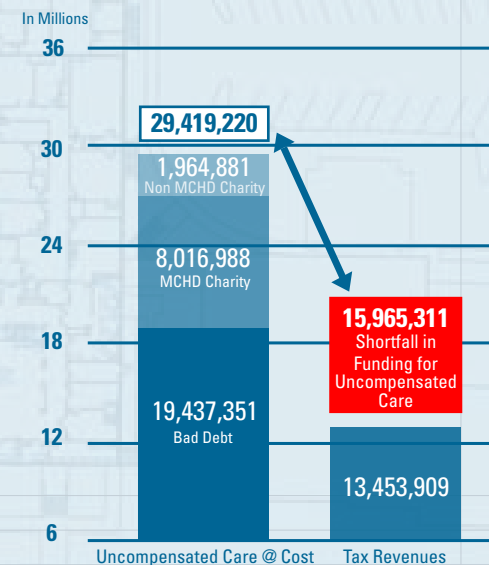 In Millions
36
30
24
18
12
6
29,419,220
1,964,881
Non MCHD Charity
8,016,988
MCHD Charity
19,437,351
Bad Debt
15,965,311
Shortfall in
Funding for
Uncompensated
Care
13,453,909
Uncompensated Care @ Cost
Tax Revenues